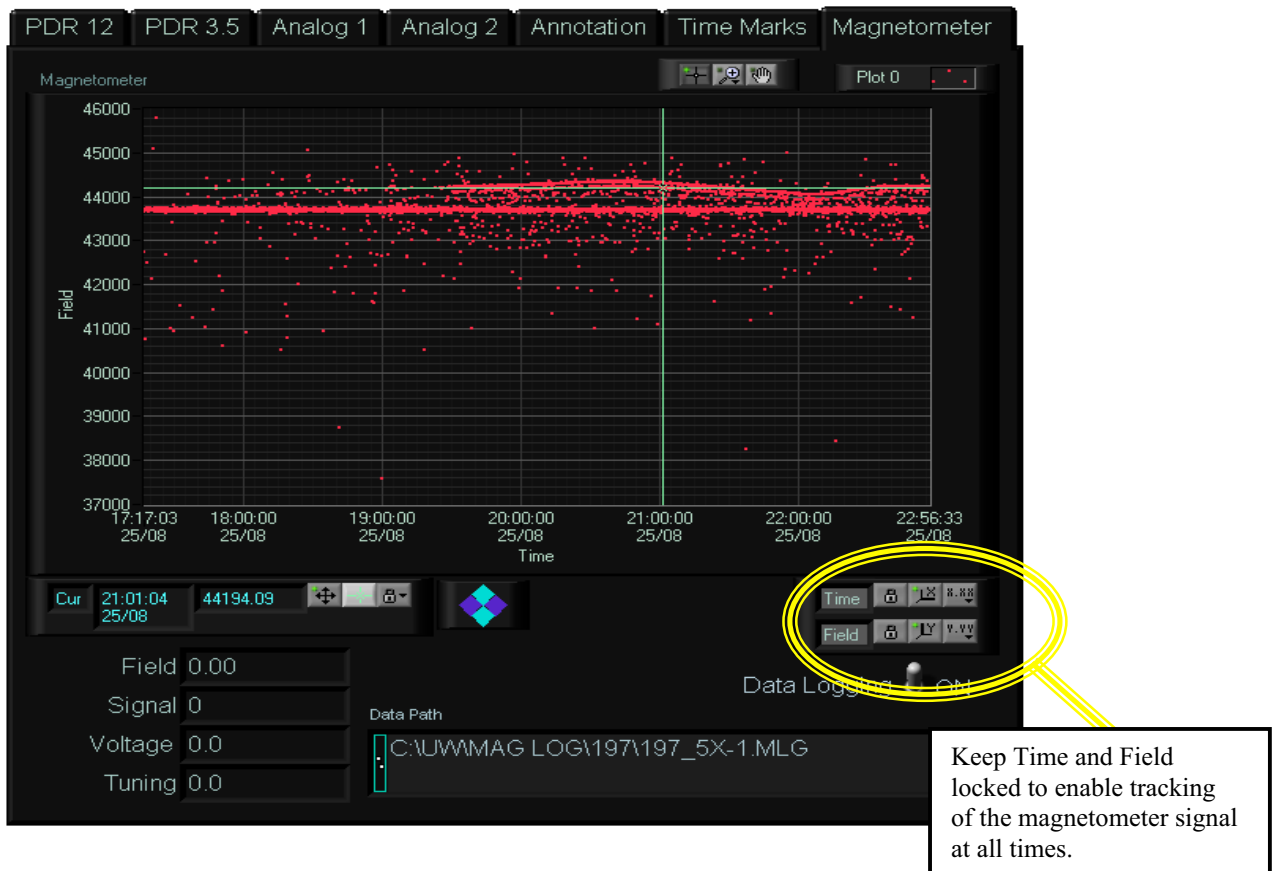 PDR 12 PDR 3.5 Analog 1 Analog 2 Annotation Time Marks Magnetometer
Magnetometer
Plot 0
46000
45000
44000
43000
42000
41000
40000
39000
38000
37000
Field
17:17:03 18:00:00 19:00:00 20:00:00 21:00:00 22:00:00 22:56:33
25/08 25/08 25/08 25/08 25/08 25/08 25/08
Time
Cur 21:01:04 44194.09
25/08
Time X X.XX
Field Y Y.YY
Field 0.00
Signal 0
Voltage 0.0
Tuning 0.0
Data Logging ON
Data Path
C:\UW\MAG LOG\197\197_5X-1.MLG
Keep Time and Field
locked to enable tracking
of the magnetometer signal
at all times.